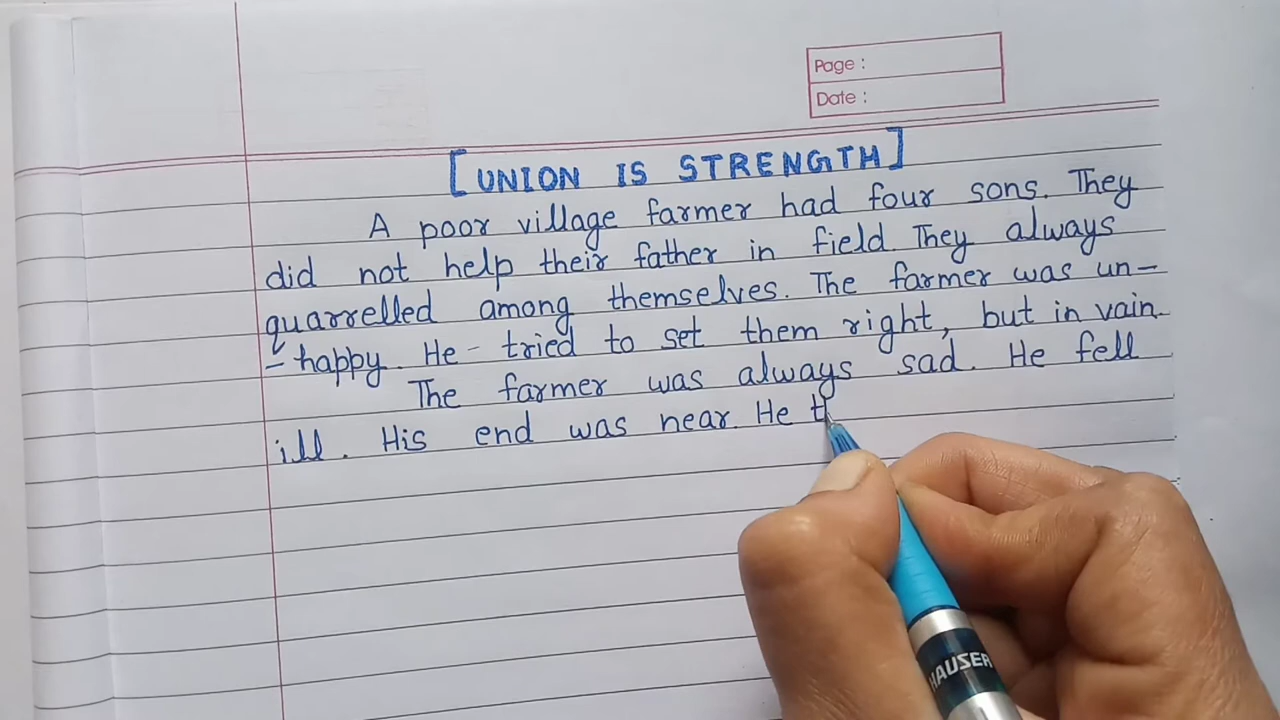 Page :
Date :
[UNION IS STRENGTH]
A poor village farmer had four sons. They
did not help their father in field. They always
quarrelled among themselves. The farmer was un-
- happy. He - tried to set them right, but in vain.
The farmer was always sad. He fell
ill. His end was near. He t
HAUSER